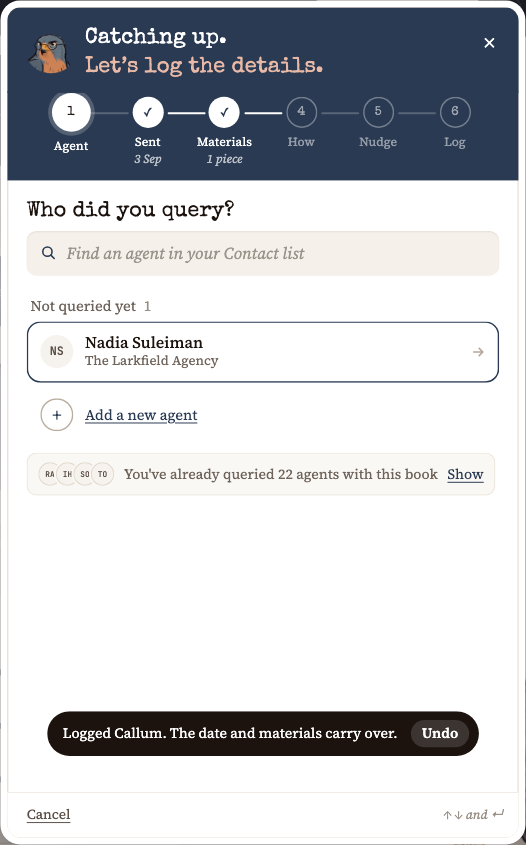 Catching up.
Let's log the details.
1
✓
✓
4
5
6
Agent
Sent
Materials
How
Nudge
Log
3 Sep
1 piece
Who did you query?
Find an agent in your Contact list
Not queried yet 1
NS
Nadia Suleiman
The Larkfield Agency
Add a new agent
RA IH SO TO You've already queried 22 agents with this book Show
Logged Callum. The date and materials carry over. Undo
Cancel
↑↓ and ↵